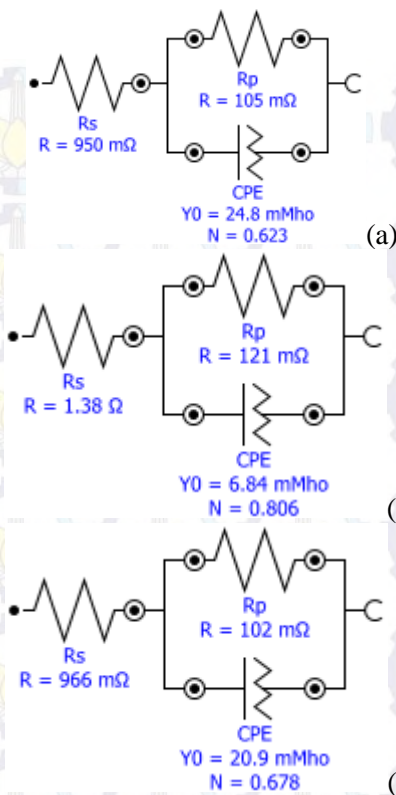 Rp
R = 105 mΩ
Rs
R = 950 mΩ
CPE
Y0 = 24.8 mMho
N = 0.623
(a)
Rp
R = 121 mΩ
Rs
R = 1.38 Ω
CPE
Y0 = 6.84 mMho
N = 0.806
(
Rp
R = 102 mΩ
Rs
R = 966 mΩ
CPE
Y0 = 20.9 mMho
N = 0.678
(